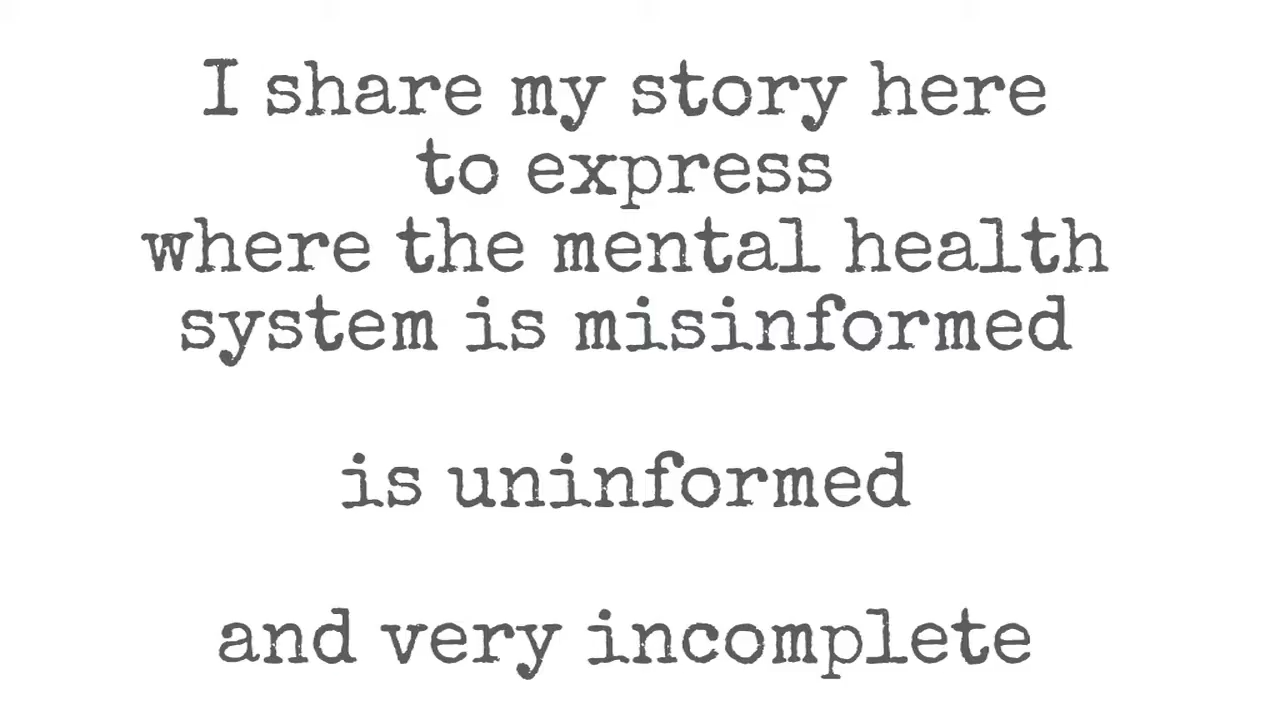 I share my story here
to express
where the mental health
system is misinformed
is uninformed
and very incomplete